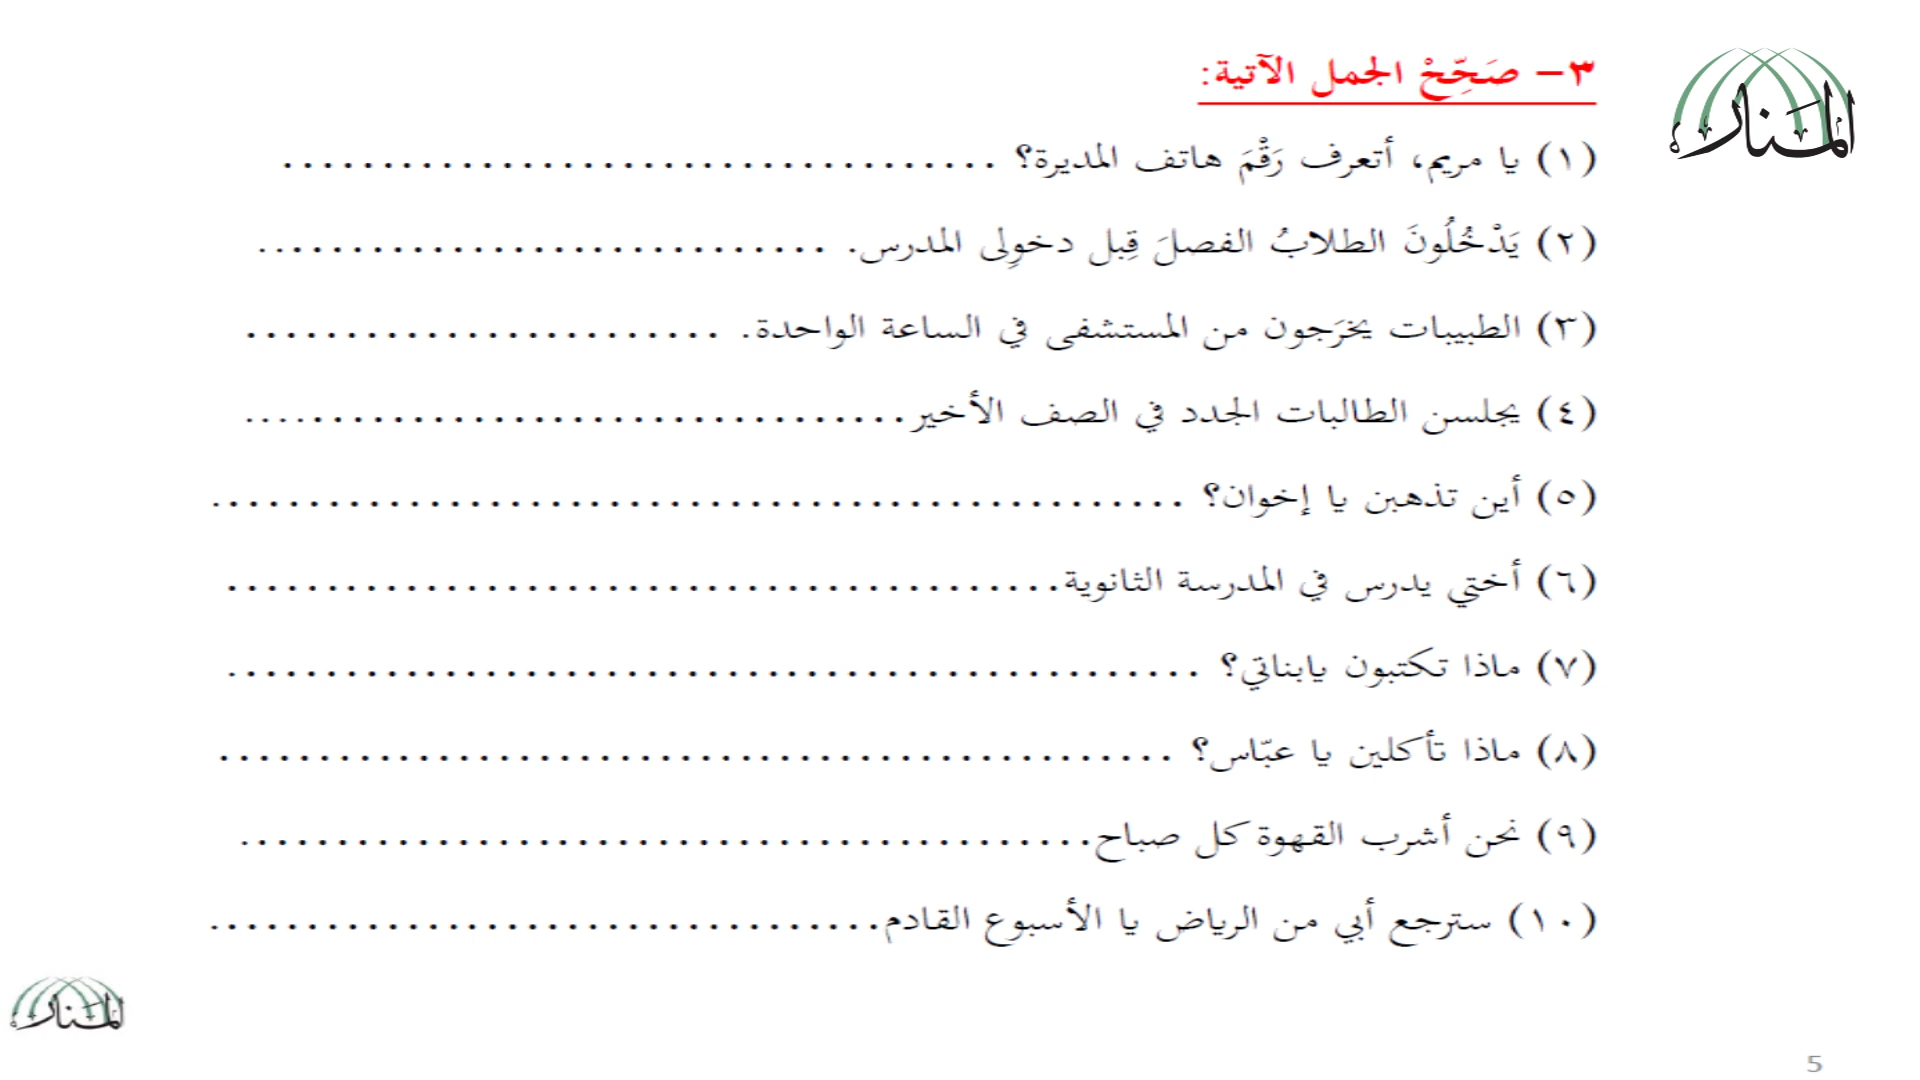 المنار
٣- صَحِّحْ الجمل الآتية:
(١) يا مريم، أتعرف رَقْمَ هاتف المديرة؟ ....................................
(٢) يَدْخُلُونَ الطلابُ الفصلَ قِبل دخولِى المدرس. .............................
(٣) الطبيبات يخرَجون من المستشفى في الساعة الواحدة. ........................
(٤) يجلسن الطالبات الجدد في الصف الأخير..................................
(٥) أين تذهبن يا إخوان؟ .................................................
(٦) أختي يدرس في المدرسة الثانوية..........................................
(٧) ماذا تكتبون يابناتي؟ .................................................
(٨) ماذا تأكلين يا عبّاس؟ ................................................
(٩) نحن أشرب القهوة كل صباح...........................................
(١٠) سترجع أبي من الرياض يا الأسبوع القادم..................................
المنار
5